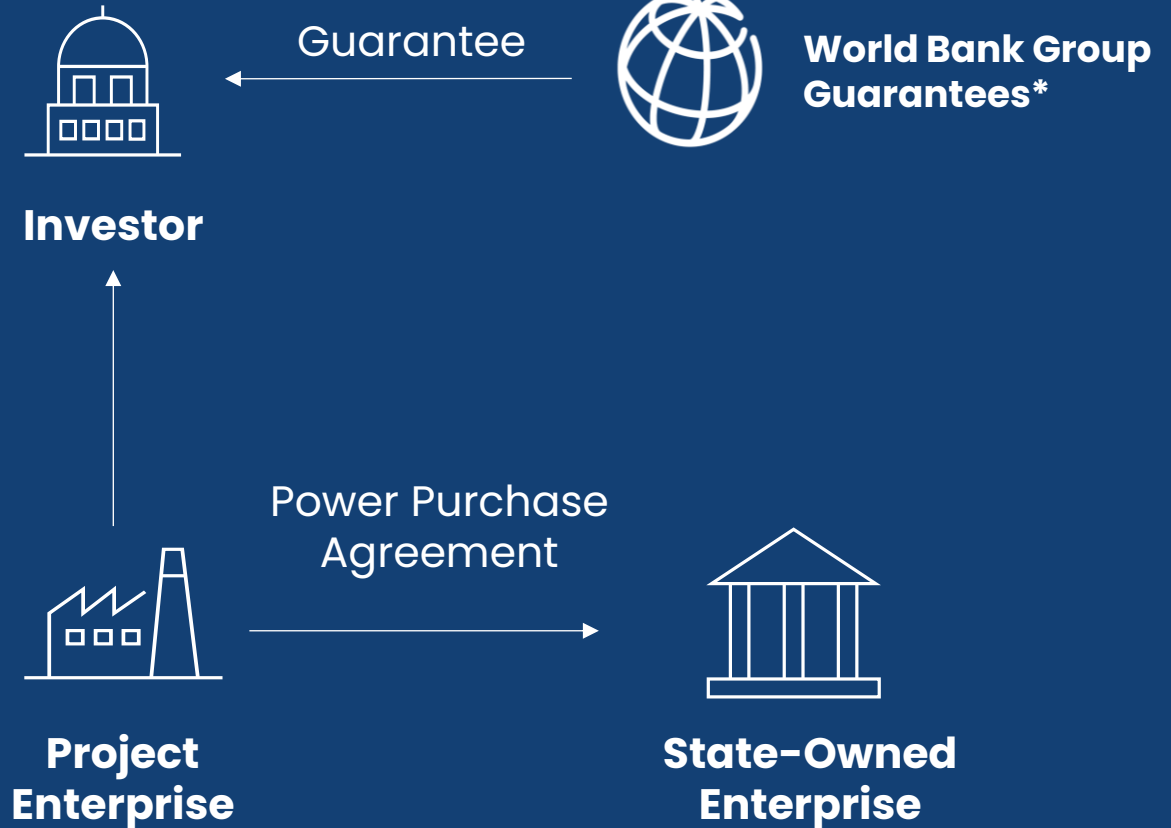 Guarantee
World Bank Group
Guarantees*
Investor
Power Purchase
Agreement
Project
Enterprise
State-Owned
Enterprise